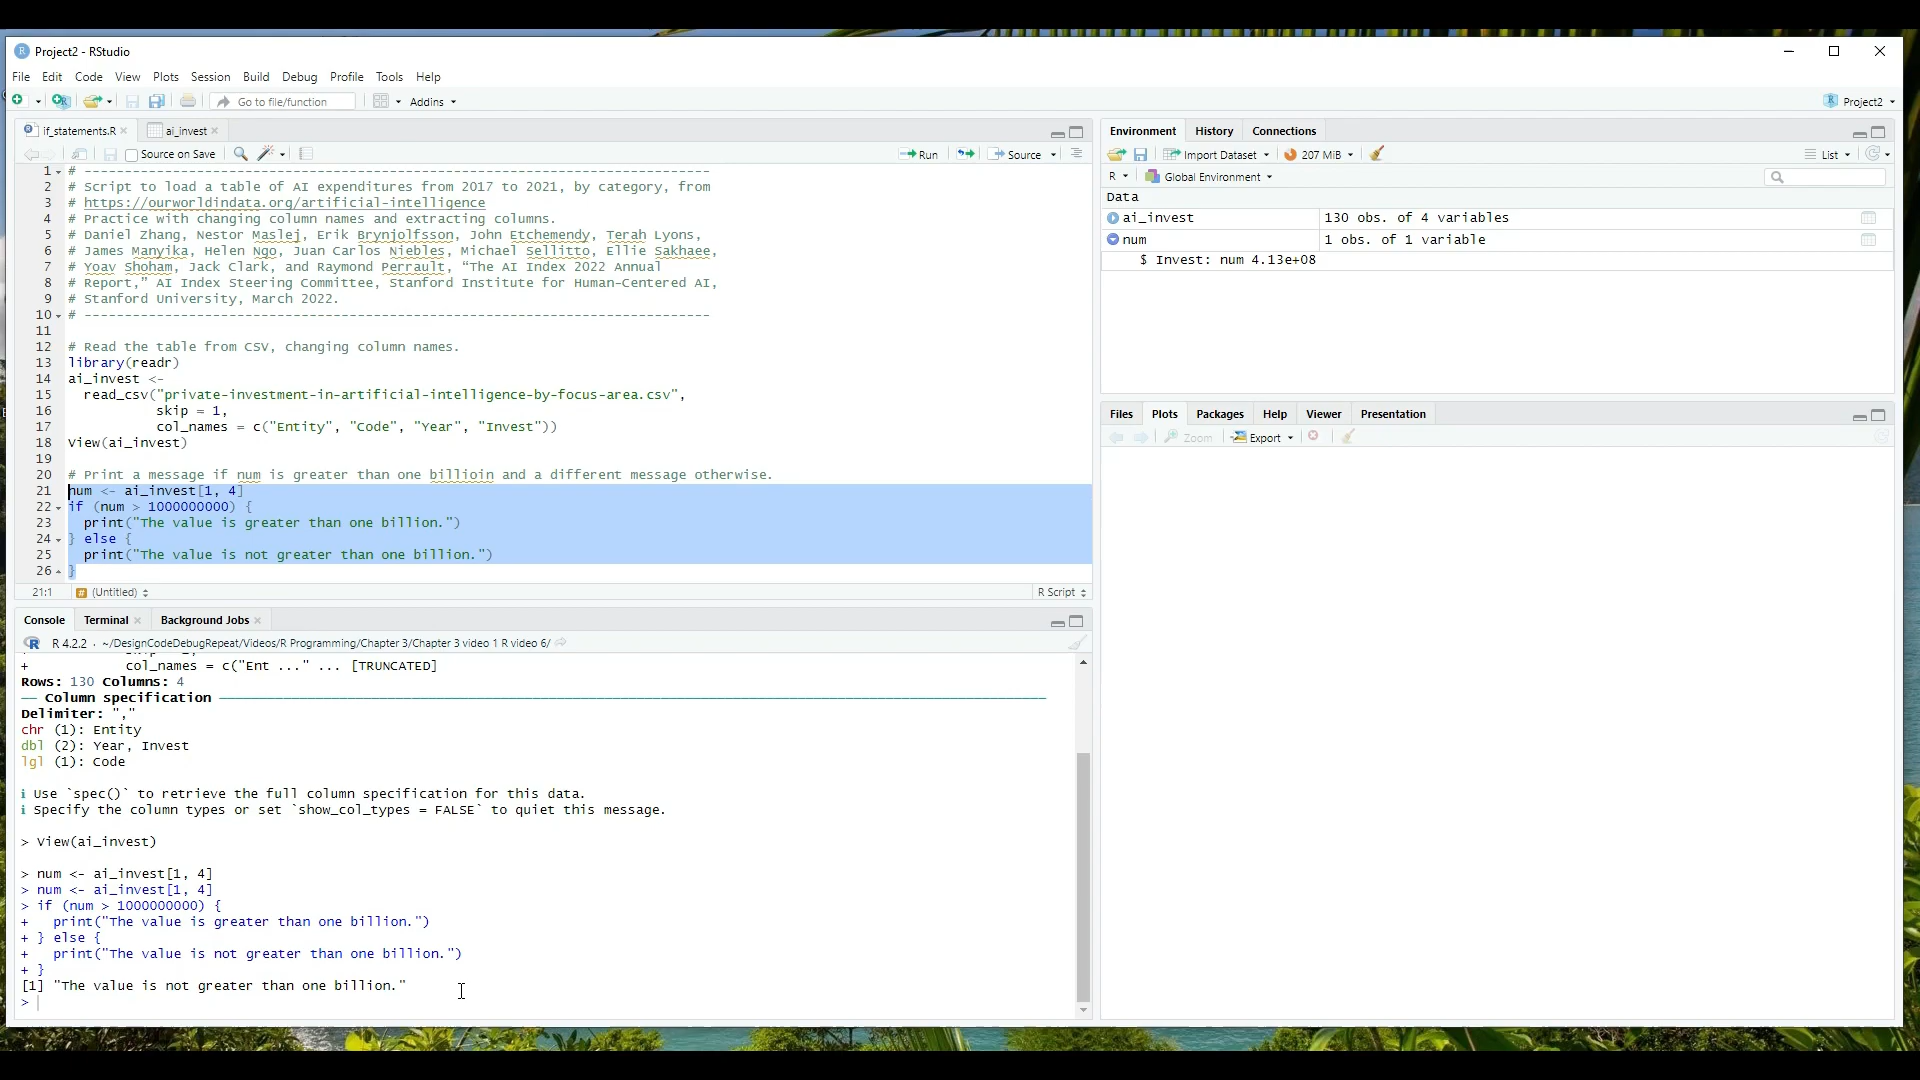 Project2 - RStudio
File Edit Code View Plots Session Build Debug Profile Tools Help
Go to file/function Addins Project2
if_statements.R ai_invest
Source on Save Run Source
1 # --------------------------------------------------------------------------------
2 # Script to load a table of AI expenditures from 2017 to 2021, by category, from
3 # https://ourworldindata.org/artificial-intelligence
4 # Practice with changing column names and extracting columns.
5 # Daniel Zhang, Nestor Maslej, Erik Brynjolfsson, John Etchemendy, Terah Lyons,
6 # James Manyika, Helen Ngo, Juan Carlos Niebles, Michael Sellitto, Ellie Sakhaee,
7 # Yoav Shoham, Jack Clark, and Raymond Perrault, “The AI Index 2022 Annual
8 # Report,” AI Index Steering Committee, Stanford Institute for Human-Centered AI,
9 # Stanford University, March 2022.
10 # --------------------------------------------------------------------------------
11
12 # Read the table from CSV, changing column names.
13 library(readr)
14 ai_invest <-
15 read_csv("private-investment-in-artificial-intelligence-by-focus-area.csv",
16 skip = 1,
17 col_names = c("Entity", "Code", "Year", "Invest"))
18 View(ai_invest)
19
20 # Print a message if num is greater than one billioin and a different message otherwise.
21 num <- ai_invest[1, 4]
22 if (num > 1000000000) {
23 print("The value is greater than one billion.")
24 } else {
25 print("The value is not greater than one billion.")
26 }
21:1 # (Untitled) R Script
Console Terminal Background Jobs
R 4.2.2 · ~/DesignCodeDebugRepeat/Videos/R Programming/Chapter 3/Chapter 3 video 1 R video 6/
+ col_names = c("Ent ..." ... [TRUNCATED]
Rows: 130 Columns: 4
── Column specification
Delimiter: ","
chr (1): Entity
dbl (2): Year, Invest
lgl (1): Code
ℹ Use `spec()` to retrieve the full column specification for this data.
ℹ Specify the column types or set `show_col_types = FALSE` to quiet this message.
> View(ai_invest)
> num <- ai_invest[1, 4]
> num <- ai_invest[1, 4]
> if (num > 1000000000) {
+ print("The value is greater than one billion.")
+ } else {
+ print("The value is not greater than one billion.")
+ }
[1] "The value is not greater than one billion."
>
Environment History Connections
Import Dataset 207 MiB List
R Global Environment
Data
ai_invest 130 obs. of 4 variables
num 1 obs. of 1 variable
$ Invest: num 4.13e+08
Files Plots Packages Help Viewer Presentation
Zoom Export